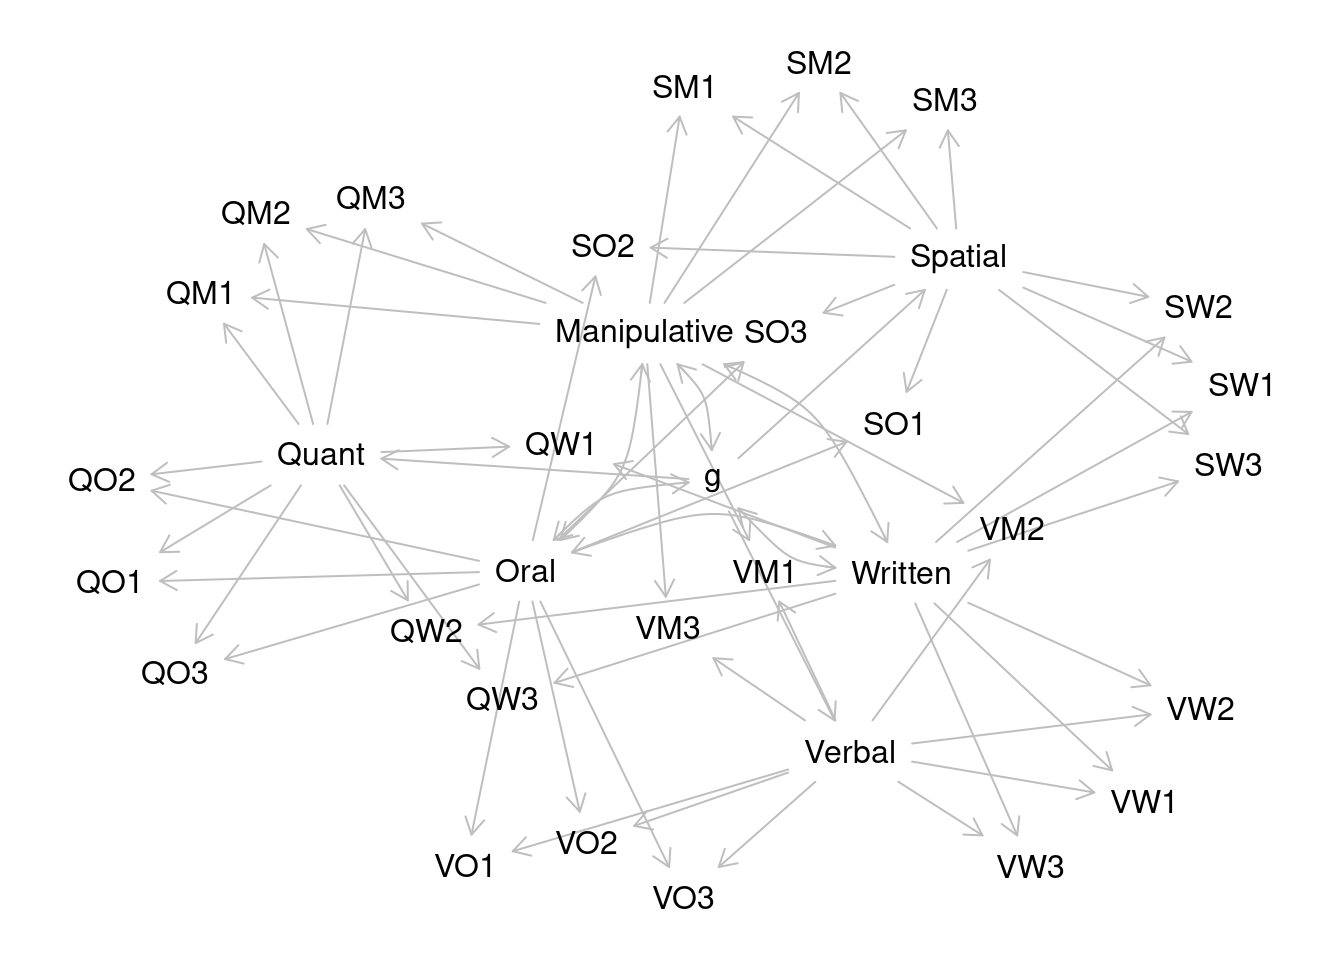 SM2
SM1
SM3
QM3
QM2
SO2
Spatial
QM1
SW2
Manipulative
SO3
SW1
SO1
QW1
Quant
SW3
g
QO2
VM2
Oral
VM1
Written
QO1
VM3
QW2
QO3
QW3
VW2
Verbal
VW1
VO2
VO1
VW3
VO3